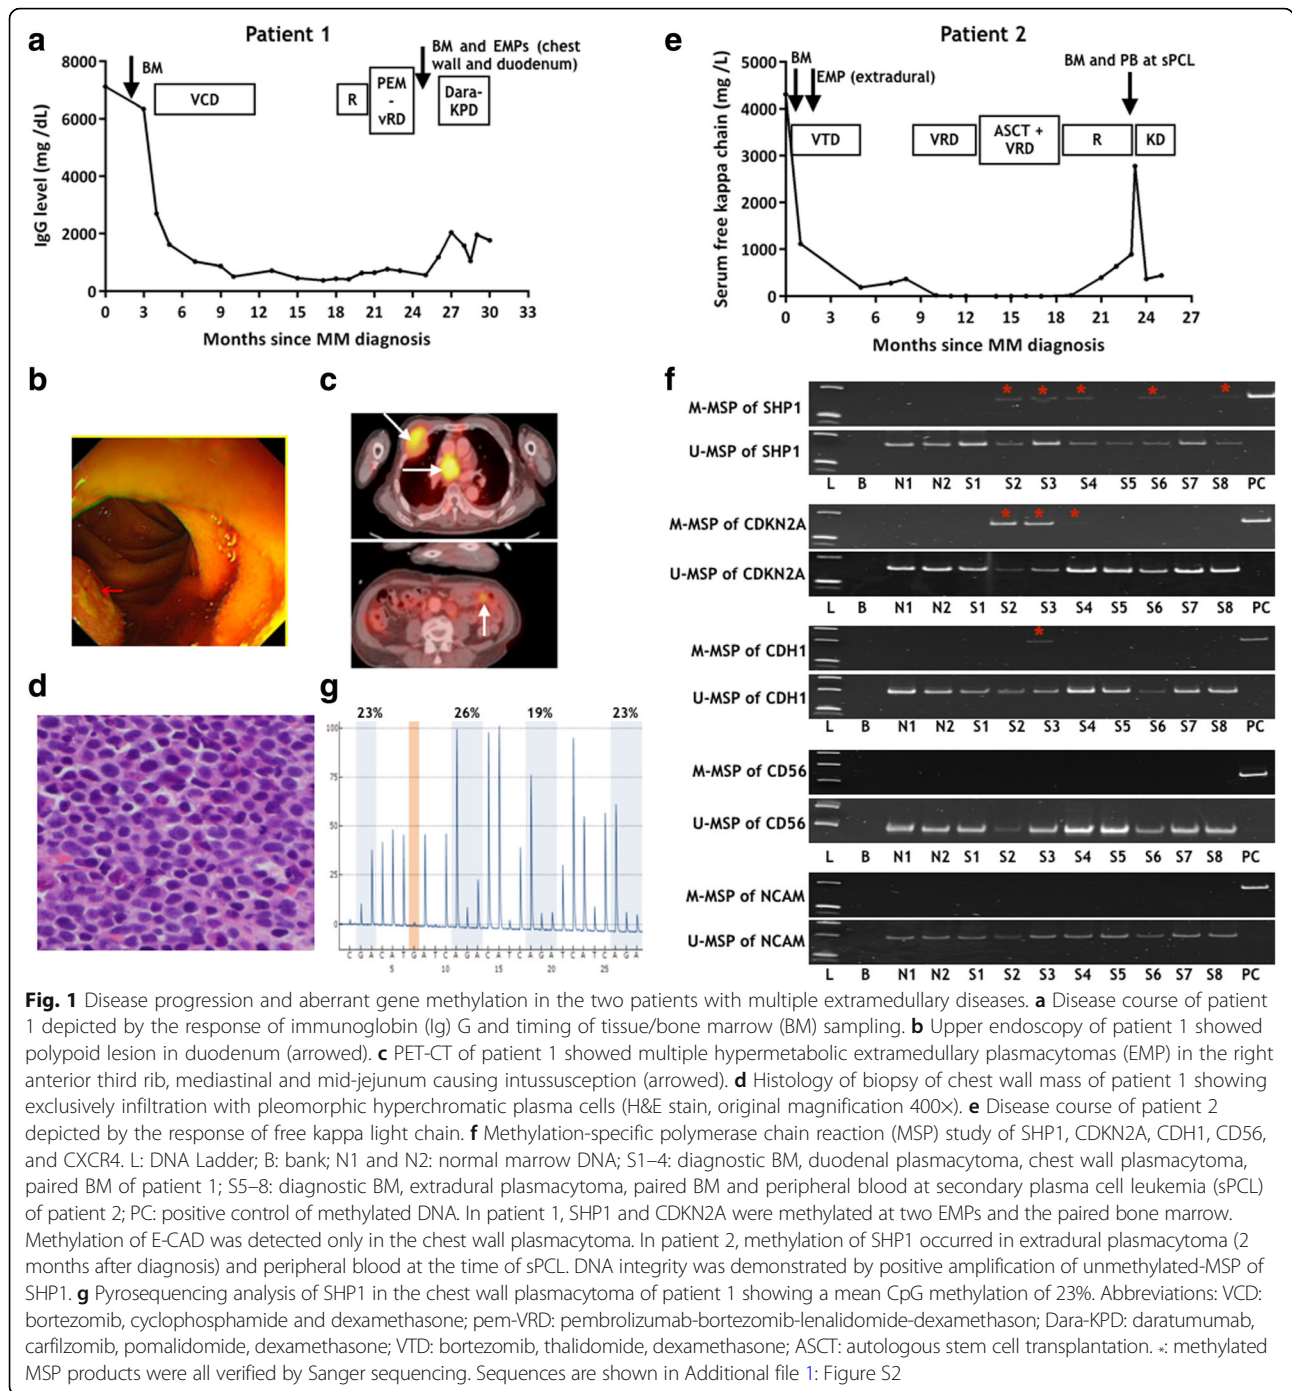 a
Patient 1
BM and EMPs (chest
wall and duodenum)
BM
VCD
R
PEM
-
vRD
Dara-
KPD
IgG level (mg /dL)
8000
6000
4000
2000
0
0 3 6 9 12 15 18 21 24 27 30 33
Months since MM diagnosis
e
Patient 2
BM
EMP (extradural)
BM and PB at sPCL
VTD
VRD
ASCT +
VRD
R
KD
Serum free kappa chain (mg /L)
5000
4000
3000
2000
1000
0
0 3 6 9 12 15 18 21 24 27
Months since MM diagnosis
b
c
d
g
23% 26% 19% 23%
100
75
50
25
0
C G A C A T G A T C A G A C A T C A G A T C A T C A G A
5 10 15 20 25
f
M-MSP of SHP1
* * * * *
U-MSP of SHP1
L B N1 N2 S1 S2 S3 S4 S5 S6 S7 S8 PC
M-MSP of CDKN2A
* * *
U-MSP of CDKN2A
L B N1 N2 S1 S2 S3 S4 S5 S6 S7 S8 PC
M-MSP of CDH1
*
U-MSP of CDH1
L B N1 N2 S1 S2 S3 S4 S5 S6 S7 S8 PC
M-MSP of CD56
U-MSP of CD56
L B N1 N2 S1 S2 S3 S4 S5 S6 S7 S8 PC
M-MSP of NCAM
U-MSP of NCAM
L B N1 N2 S1 S2 S3 S4 S5 S6 S7 S8 PC
Fig. 1 Disease progression and aberrant gene methylation in the two patients with multiple extramedullary diseases. a Disease course of patient
1 depicted by the response of immunoglobin (Ig) G and timing of tissue/bone marrow (BM) sampling. b Upper endoscopy of patient 1 showed
polypoid lesion in duodenum (arrowed). c PET-CT of patient 1 showed multiple hypermetabolic extramedullary plasmacytomas (EMP) in the right
anterior third rib, mediastinal and mid-jejunum causing intussusception (arrowed). d Histology of biopsy of chest wall mass of patient 1 showing
exclusively infiltration with pleomorphic hyperchromatic plasma cells (H&E stain, original magnification 400×). e Disease course of patient 2
depicted by the response of free kappa light chain. f Methylation-specific polymerase chain reaction (MSP) study of SHP1, CDKN2A, CDH1, CD56,
and CXCR4. L: DNA Ladder; B: bank; N1 and N2: normal marrow DNA; S1–4: diagnostic BM, duodenal plasmacytoma, chest wall plasmacytoma,
paired BM of patient 1; S5–8: diagnostic BM, extradural plasmacytoma, paired BM and peripheral blood at secondary plasma cell leukemia (sPCL)
of patient 2; PC: positive control of methylated DNA. In patient 1, SHP1 and CDKN2A were methylated at two EMPs and the paired bone marrow.
Methylation of E-CAD was detected only in the chest wall plasmacytoma. In patient 2, methylation of SHP1 occurred in extradural plasmacytoma (2
months after diagnosis) and peripheral blood at the time of sPCL. DNA integrity was demonstrated by positive amplification of unmethylated-MSP of
SHP1. g Pyrosequencing analysis of SHP1 in the chest wall plasmacytoma of patient 1 showing a mean CpG methylation of 23%. Abbreviations: VCD:
bortezomib, cyclophosphamide and dexamethasone; pem-VRD: pembrolizumab-bortezomib-lenalidomide-dexamethason; Dara-KPD: daratumumab,
carfilzomib, pomalidomide, dexamethasone; VTD: bortezomib, thalidomide, dexamethasone; ASCT: autologous stem cell transplantation. *: methylated
MSP products were all verified by Sanger sequencing. Sequences are shown in Additional file 1: Figure S2